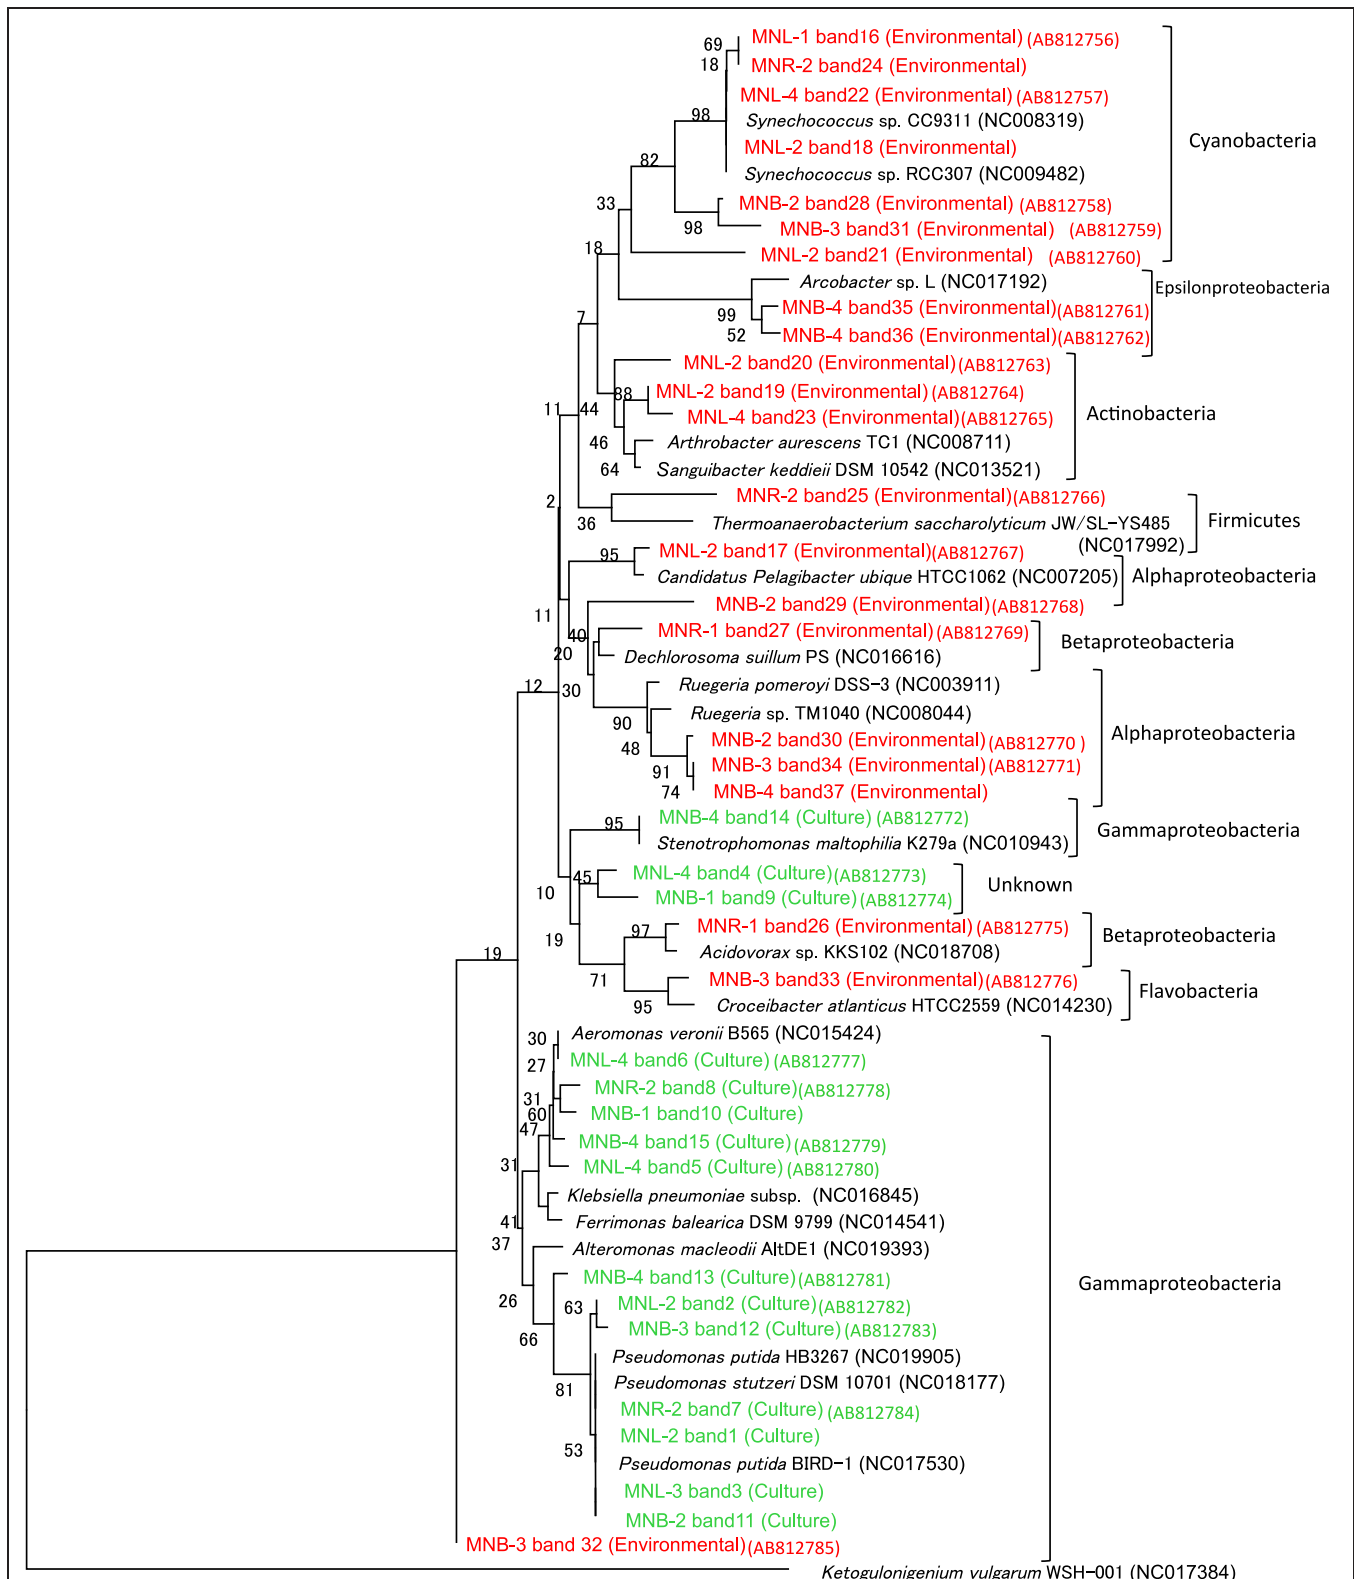 69
MNL-1 band16 (Environmental) (AB812756)
18
MNR-2 band24 (Environmental)
MNL-4 band22 (Environmental) (AB812757)
98
Synechococcus sp. CC9311 (NC008319)
Cyanobacteria
MNL-2 band18 (Environmental)
82
Synechococcus sp. RCC307 (NC009482)
33
MNB-2 band28 (Environmental) (AB812758)
98
MNB-3 band31 (Environmental) (AB812759)
18
MNL-2 band21 (Environmental) (AB812760)
Arcobacter sp. L (NC017192)
Epsilonproteobacteria
99
MNB-4 band35 (Environmental) (AB812761)
7
52
MNB-4 band36 (Environmental) (AB812762)
MNL-2 band20 (Environmental) (AB812763)
88
MNL-2 band19 (Environmental) (AB812764)
11
44
MNL-4 band23 (Environmental) (AB812765)
Actinobacteria
46
Arthrobacter aurescens TC1 (NC008711)
64
Sanguibacter keddieii DSM 10542 (NC013521)
2
MNR-2 band25 (Environmental) (AB812766)
36
Thermoanaerobacterium saccharolyticum JW/SL-YS485
(NC017992)
Firmicutes
95
MNL-2 band17 (Environmental) (AB812767)
Candidatus Pelagibacter ubique HTCC1062 (NC007205)
Alphaproteobacteria
11
MNB-2 band29 (Environmental) (AB812768)
40
MNR-1 band27 (Environmental) (AB812769)
Betaproteobacteria
20
Dechlorosoma suillum PS (NC016616)
12
30
Ruegeria pomeroyi DSS-3 (NC003911)
90
Ruegeria sp. TM1040 (NC008044)
48
MNB-2 band30 (Environmental) (AB812770 )
Alphaproteobacteria
91
MNB-3 band34 (Environmental) (AB812771)
74
MNB-4 band37 (Environmental)
95
MNB-4 band14 (Culture) (AB812772)
Gammaproteobacteria
Stenotrophomonas maltophilia K279a (NC010943)
45
MNL-4 band4 (Culture) (AB812773)
Unknown
10
MNB-1 band9 (Culture) (AB812774)
97
MNR-1 band26 (Environmental) (AB812775)
Betaproteobacteria
19
19
Acidovorax sp. KKS102 (NC018708)
71
MNB-3 band33 (Environmental) (AB812776)
Flavobacteria
95
Croceibacter atlanticus HTCC2559 (NC014230)
30
Aeromonas veronii B565 (NC015424)
27
MNL-4 band6 (Culture) (AB812777)
31
MNR-2 band8 (Culture) (AB812778)
60
MNB-1 band10 (Culture)
47
MNB-4 band15 (Culture) (AB812779)
31
MNL-4 band5 (Culture) (AB812780)
Klebsiella pneumoniae subsp. (NC016845)
41
Ferrimonas balearica DSM 9799 (NC014541)
37
Alteromonas macleodii AltDE1 (NC019393)
Gammaproteobacteria
26
MNB-4 band13 (Culture) (AB812781)
63
MNL-2 band2 (Culture) (AB812782)
66
MNB-3 band12 (Culture) (AB812783)
Pseudomonas putida HB3267 (NC019905)
81
Pseudomonas stutzeri DSM 10701 (NC018177)
MNR-2 band7 (Culture) (AB812784)
MNL-2 band1 (Culture)
53
Pseudomonas putida BIRD-1 (NC017530)
MNL-3 band3 (Culture)
MNB-2 band11 (Culture)
MNB-3 band 32 (Environmental) (AB812785)
Ketogulonigenium vulgarum WSH-001 (NC017384)